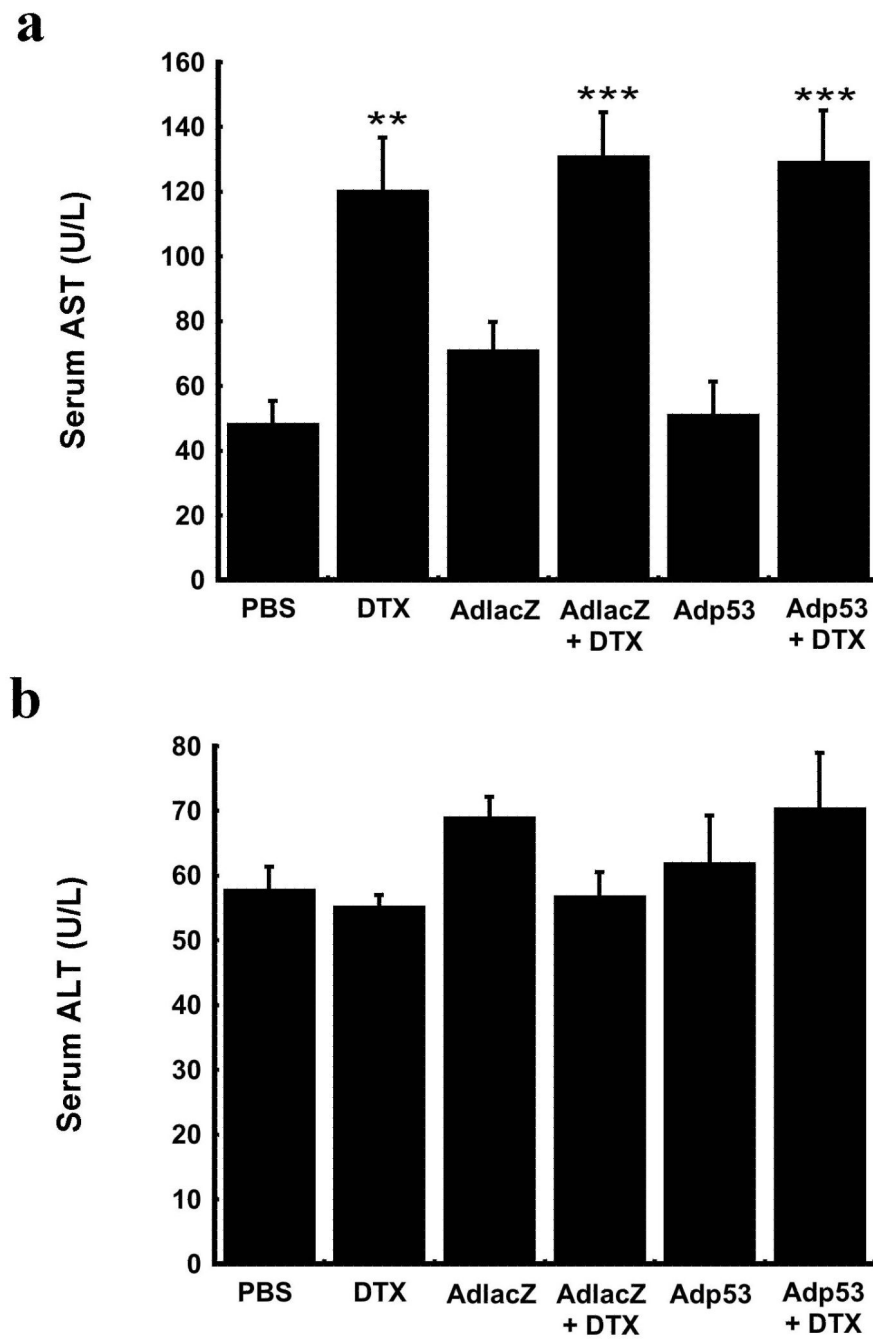 a
Serum AST (U/L)
160
140
120
100
80
60
40
20
0
**
***
***
PBS
DTX
AdlacZ
AdlacZ
+ DTX
Adp53
Adp53
+ DTX
b
Serum ALT (U/L)
80
70
60
50
40
30
20
10
0
PBS
DTX
AdlacZ
AdlacZ
+ DTX
Adp53
Adp53
+ DTX